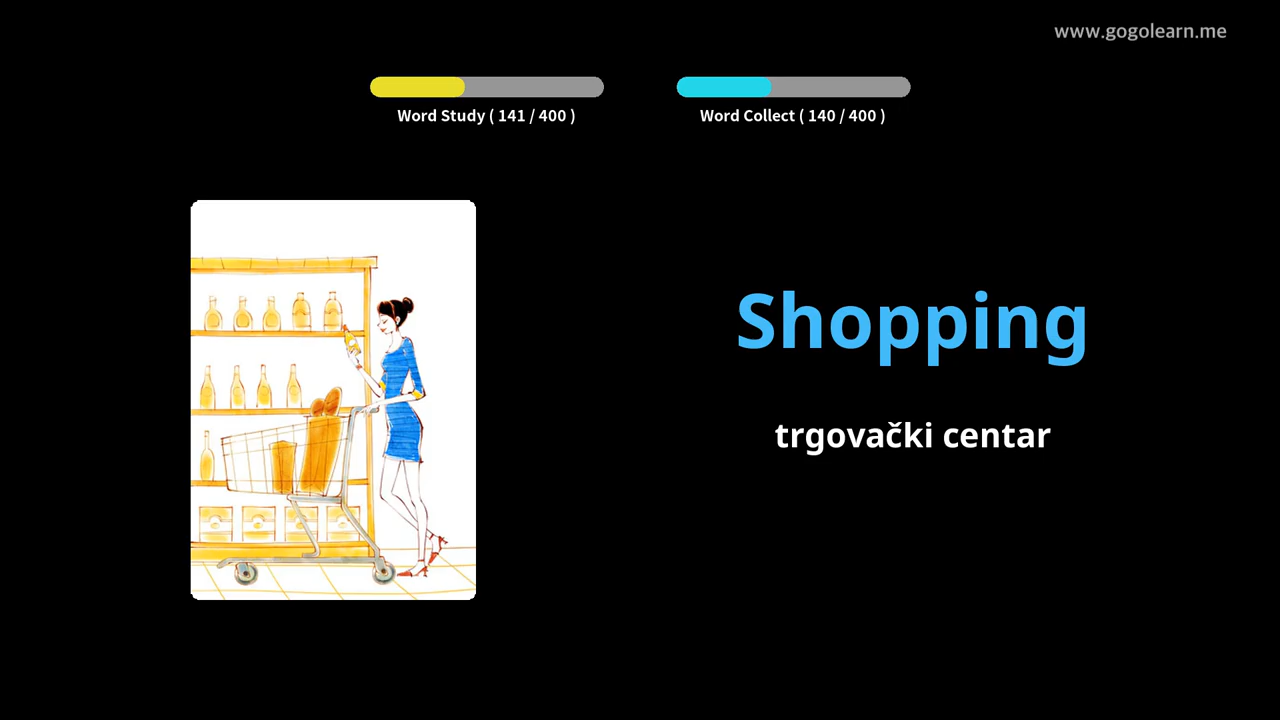 www.gogolearn.me
Word Study ( 141 / 400 )
Word Collect ( 140 / 400 )
Shopping
trgovački centar